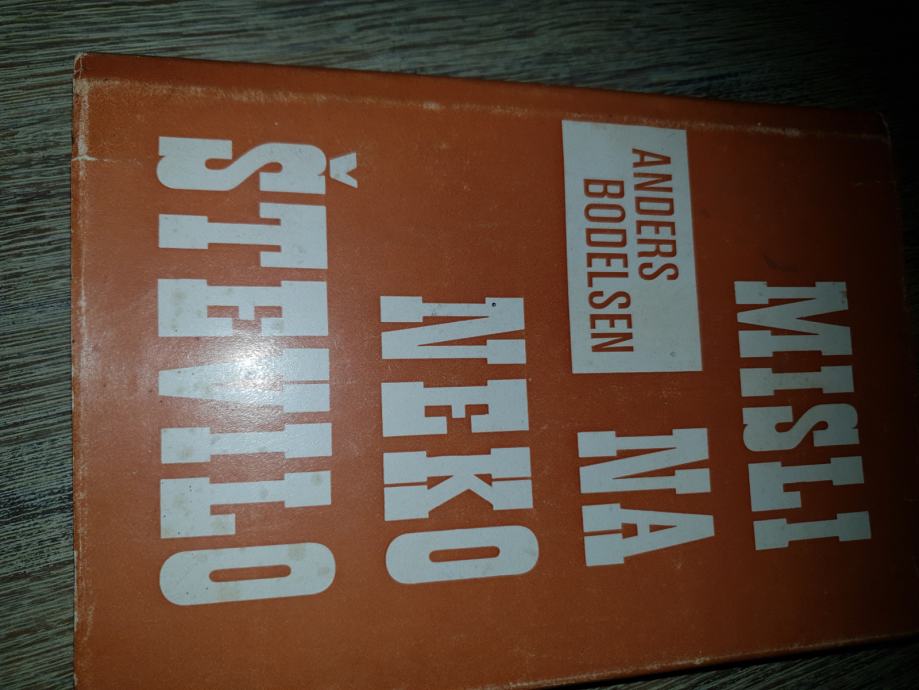 MISLI
ANDERS
BODELSEN
NA
NEKO
ŠTEVILO